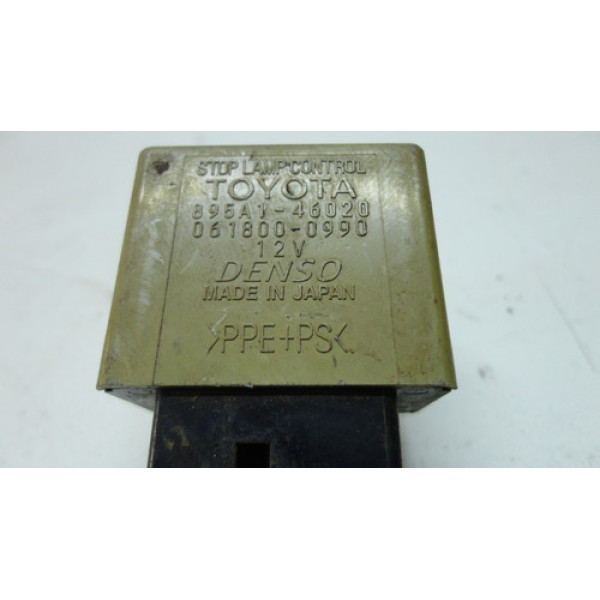 STOP LAMP CONTROL
TOYOTA
895A1-46020
061800-0990
12V
DENSO
MADE IN JAPAN
>PPE+PS<